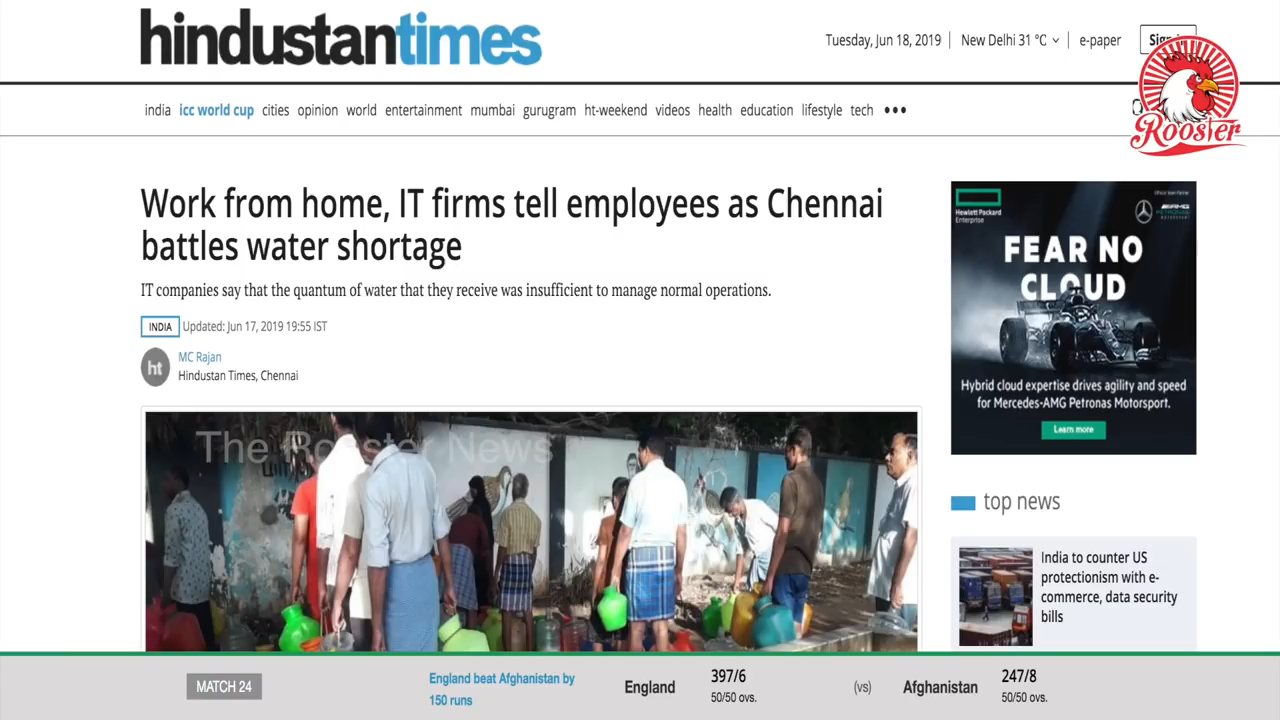 hindustantimes
Tuesday, Jun 18, 2019 | New Delhi 31 °C | e-paper
Rooster
india icc world cup cities opinion world entertainment mumbai gurugram ht-weekend videos health education lifestyle tech •••
Work from home, IT firms tell employees as Chennai
battles water shortage
IT companies say that the quantum of water that they receive was insufficient to manage normal operations.
INDIA Updated: Jun 17, 2019 19:55 IST
ht
MC Rajan
Hindustan Times, Chennai
The Rooster News
Hewlett Packard
Enterprise
FEAR NO
CLOUD
Hybrid cloud expertise drives agility and speed
for Mercedes-AMG Petronas Motorsport.
Learn more
top news
India to counter US
protectionism with e-
commerce, data security
bills
MATCH 24
England beat Afghanistan by
150 runs
England
397/6
50/50 ovs.
(vs)
Afghanistan
247/8
50/50 ovs.